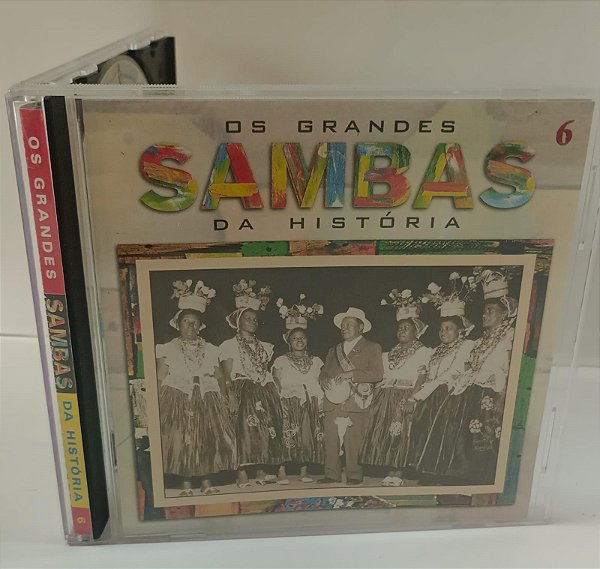 OS GRANDES
SAMBAS
DA HISTÓRIA
6
OS GRANDES SAMBAS DA HISTÓRIA 6